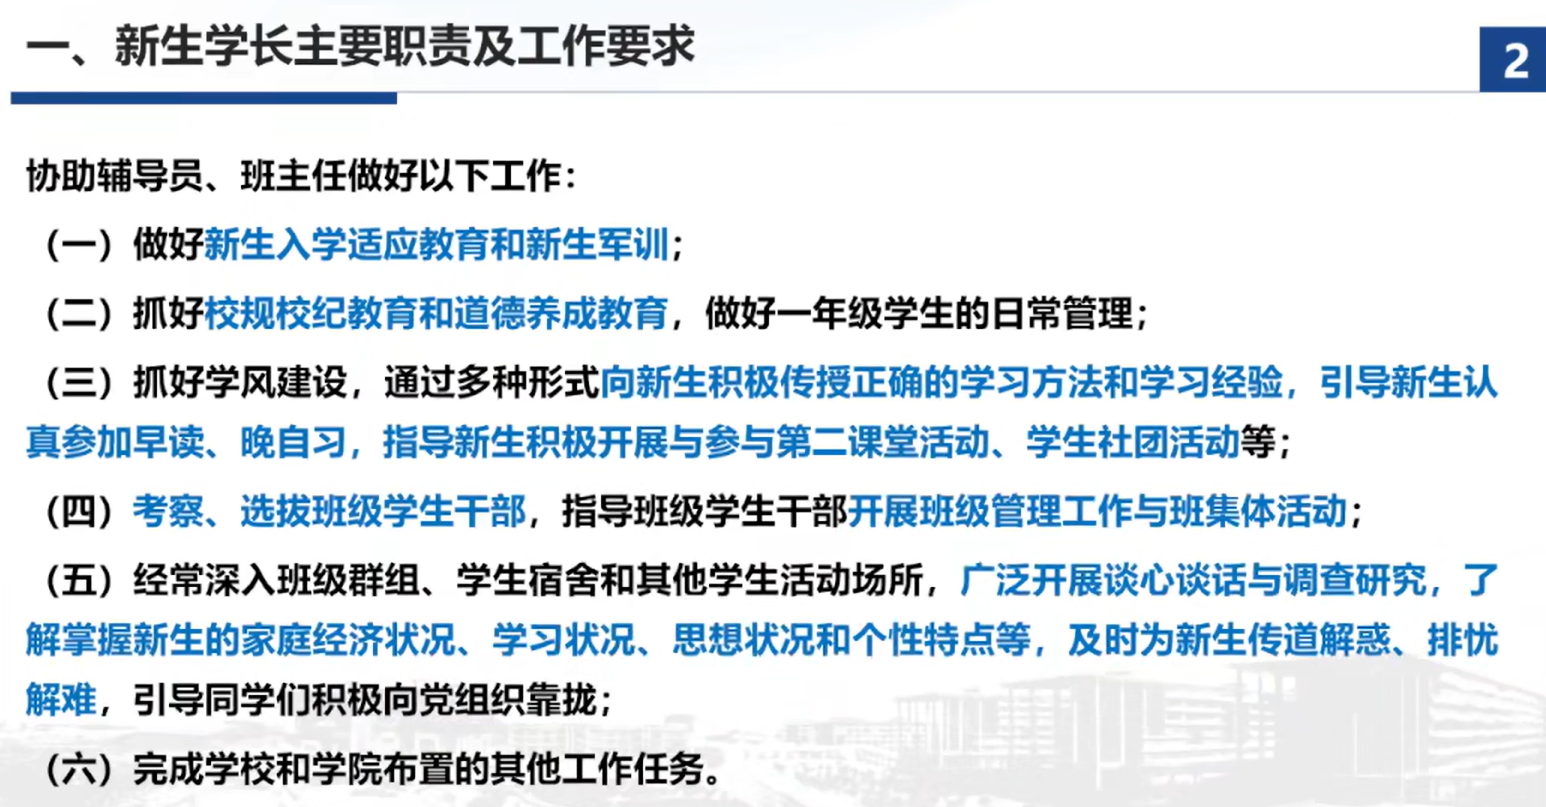 一、新生学长主要职责及工作要求
2
协助辅导员、班主任做好以下工作：
（一）做好新生入学适应教育和新生军训；
（二）抓好校规校纪教育和道德养成教育，做好一年级学生的日常管理；
（三）抓好学风建设，通过多种形式向新生积极传授正确的学习方法和学习经验，引导新生认
真参加早读、晚自习，指导新生积极开展与参与第二课堂活动、学生社团活动等；
（四）考察、选拔班级学生干部，指导班级学生干部开展班级管理工作与班集体活动；
（五）经常深入班级群组、学生宿舍和其他学生活动场所，广泛开展谈心谈话与调查研究，了
解掌握新生的家庭经济状况、学习状况、思想状况和个性特点等，及时为新生传道解惑、排忧
解难，引导同学们积极向党组织靠拢；
（六）完成学校和学院布置的其他工作任务。